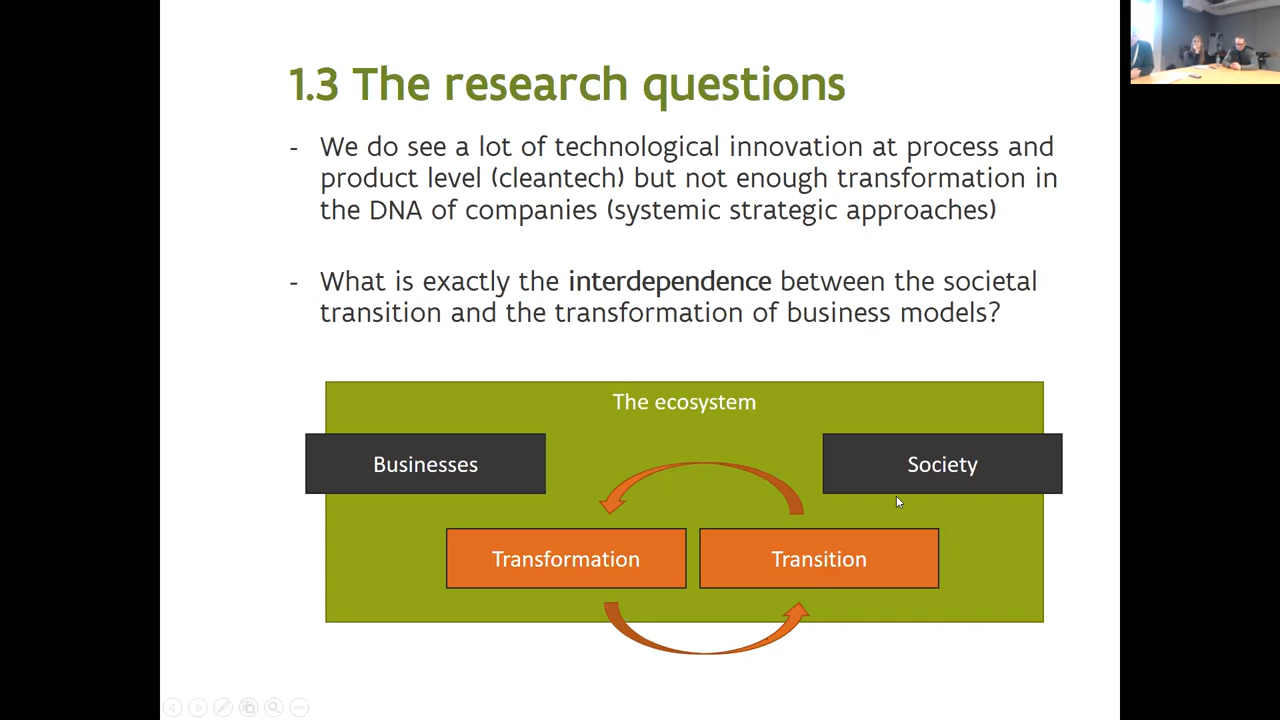 1.3 The research questions
- We do see a lot of technological innovation at process and
product level (cleantech) but not enough transformation in
the DNA of companies (systemic strategic approaches)
- What is exactly the interdependence between the societal
transition and the transformation of business models?
The ecosystem
Businesses
Society
Transformation
Transition